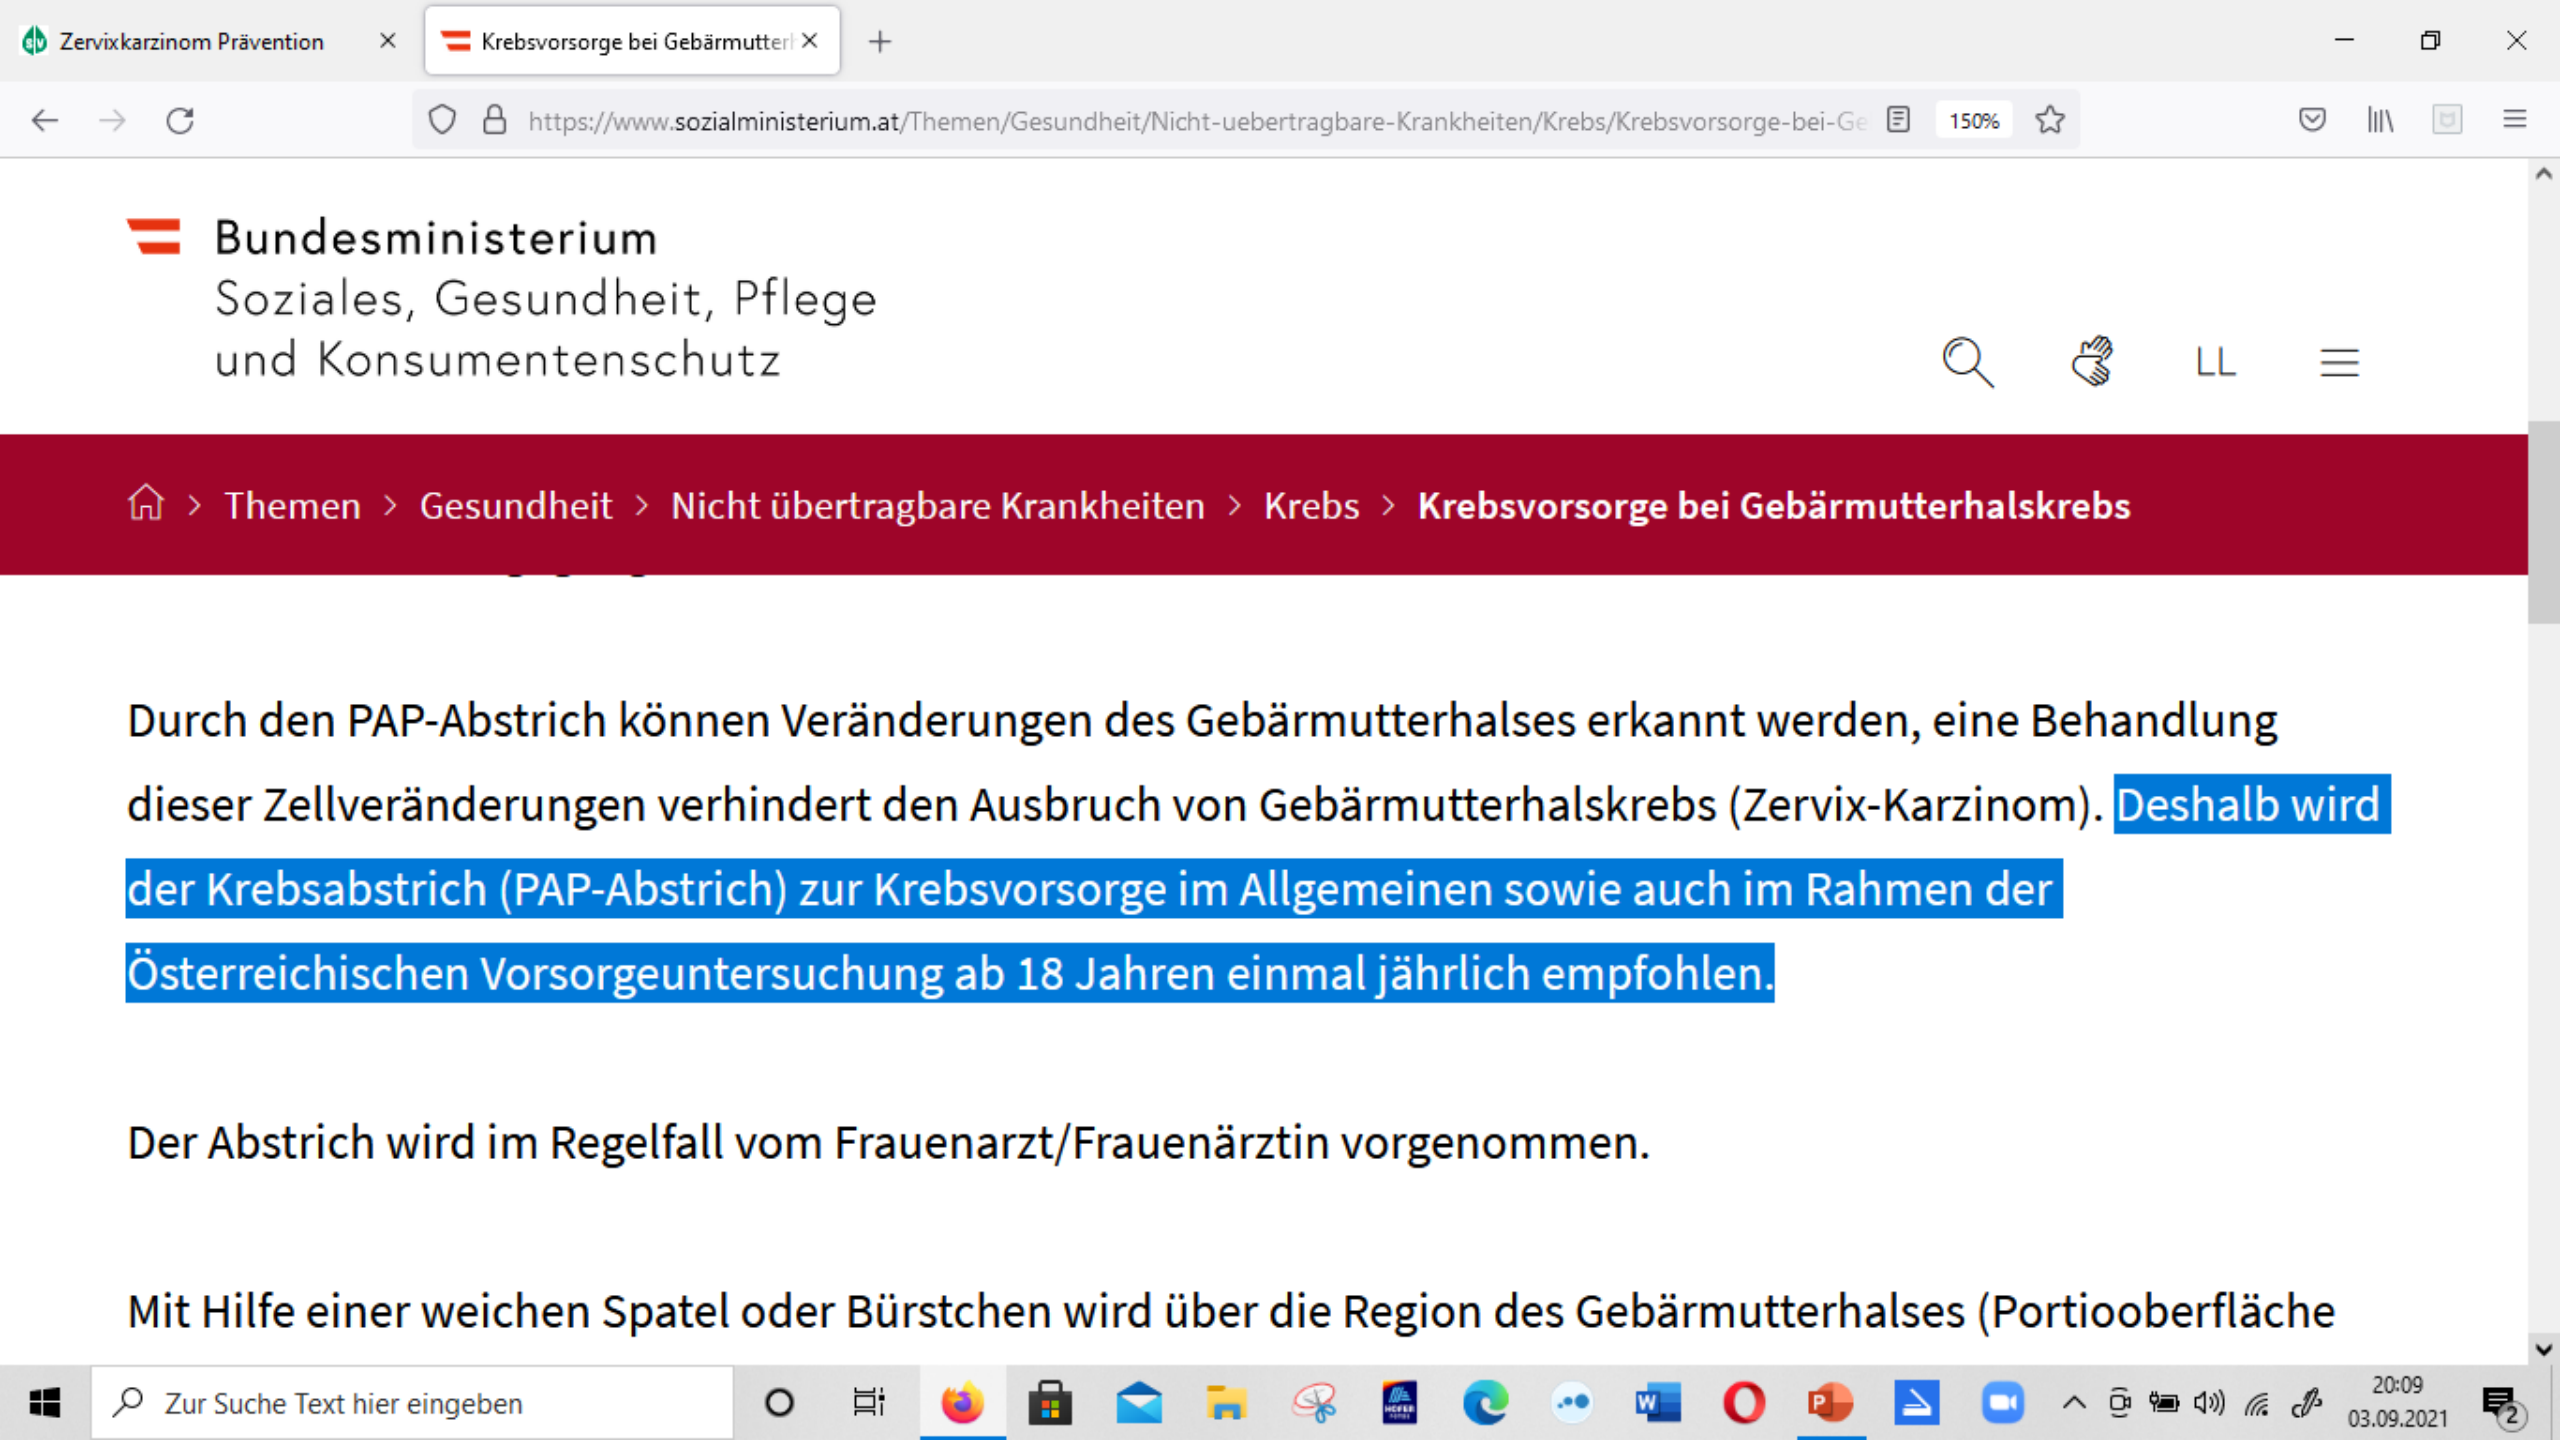 Zervixkarzinom Prävention
Krebsvorsorge bei Gebärmutter
https://www.sozialministerium.at/Themen/Gesundheit/Nicht-uebertragbare-Krankheiten/Krebs/Krebsvorsorge-bei-Ge
150%
Bundesministerium
Soziales, Gesundheit, Pflege
und Konsumentenschutz
LL
Themen > Gesundheit > Nicht übertragbare Krankheiten > Krebs > Krebsvorsorge bei Gebärmutterhalskrebs
Durch den PAP-Abstrich können Veränderungen des Gebärmutterhalses erkannt werden, eine Behandlung
dieser Zellveränderungen verhindert den Ausbruch von Gebärmutterhalskrebs (Zervix-Karzinom). Deshalb wird
der Krebsabstrich (PAP-Abstrich) zur Krebsvorsorge im Allgemeinen sowie auch im Rahmen der
Österreichischen Vorsorgeuntersuchung ab 18 Jahren einmal jährlich empfohlen.
Der Abstrich wird im Regelfall vom Frauenarzt/Frauenärztin vorgenommen.
Mit Hilfe einer weichen Spatel oder Bürstchen wird über die Region des Gebärmutterhalses (Portiooberfläche
Zur Suche Text hier eingeben
HOFER
20:09
03.09.2021
2